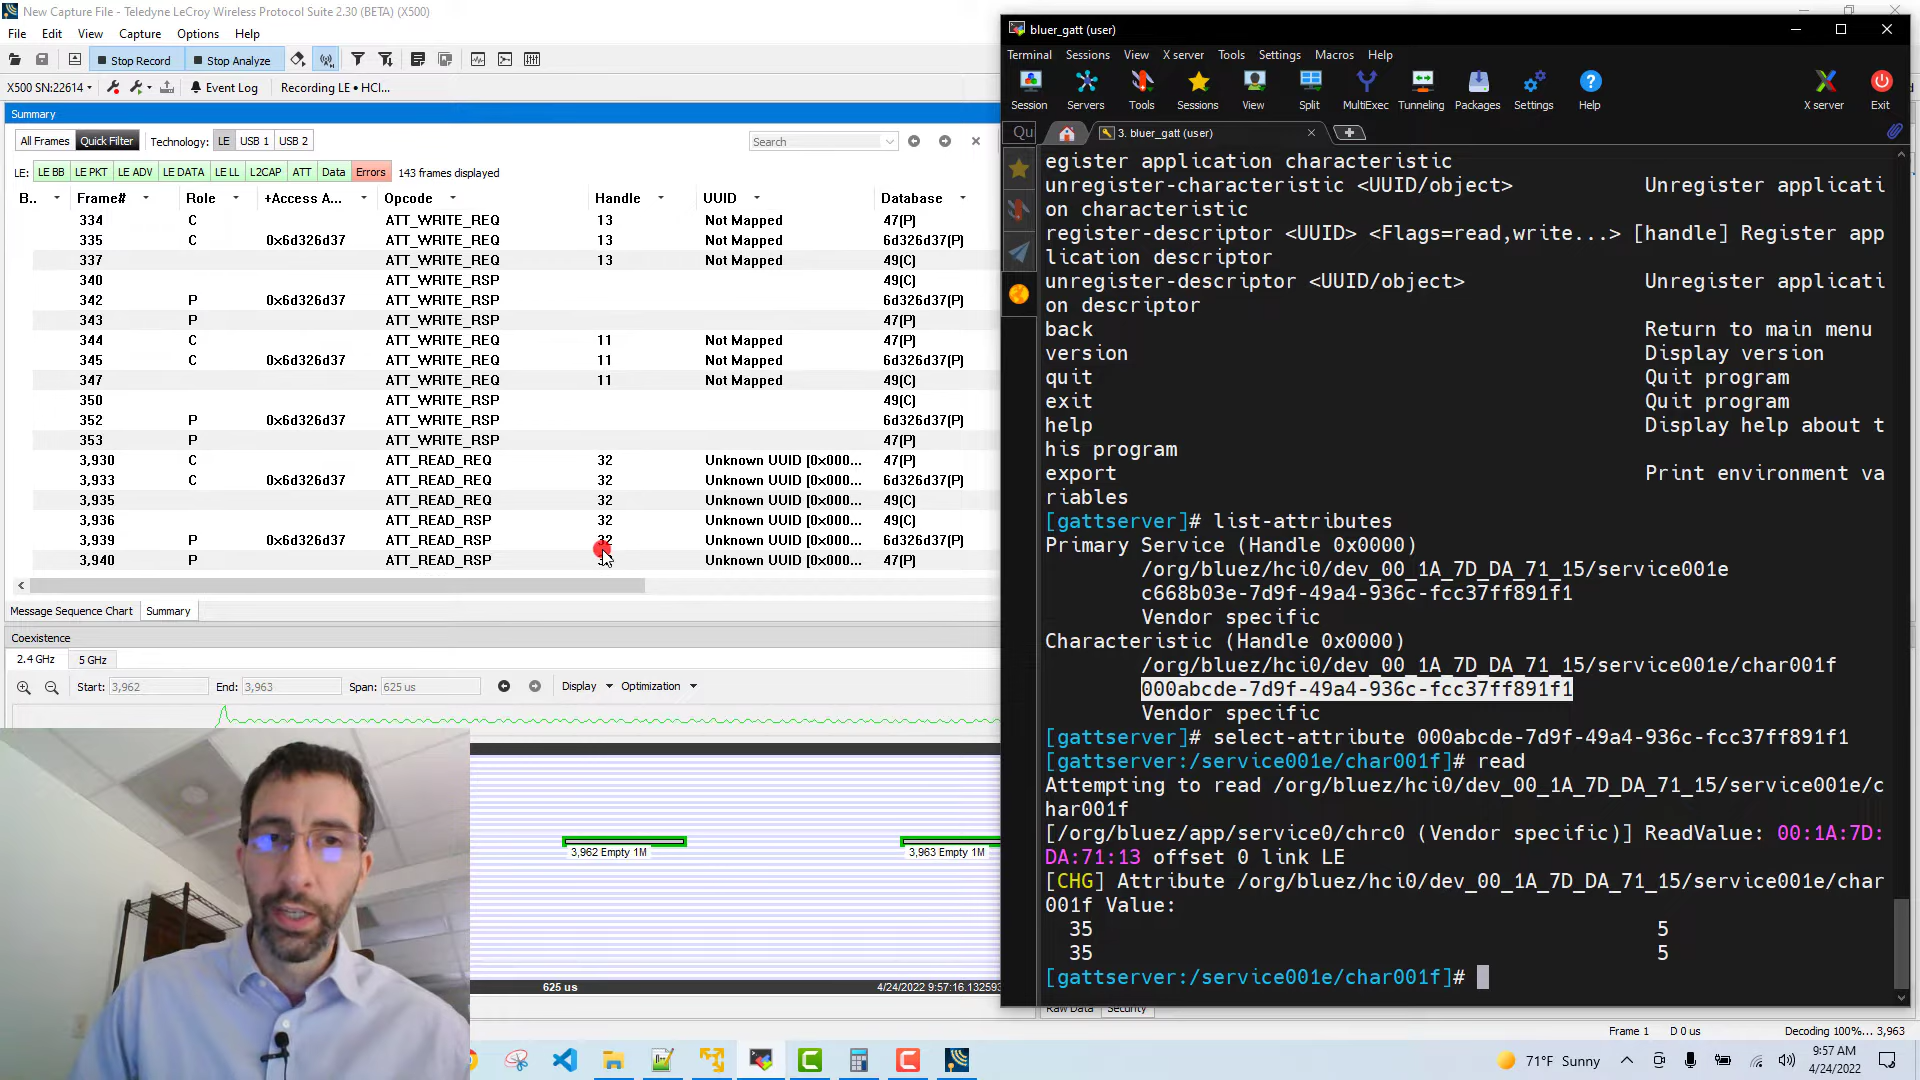 New Capture File - Teledyne LeCroy Wireless Protocol Suite 2.30 (BETA) (X500)
File Edit View Capture Options Help
Stop Record Stop Analyze
X500 SN:22614 Event Log Recording LE • HCI...
Summary
All Frames Quick Filter Technology: LE USB 1 USB 2 Search
LE: LE BB LE PKT LE ADV LE DATA LE LL L2CAP ATT Data Errors 143 frames displayed
B.. Frame# Role +Access A... Opcode Handle UUID Database
334 C ATT_WRITE_REQ 13 Not Mapped 47(P)
335 C 0x6d326d37 ATT_WRITE_REQ 13 Not Mapped 6d326d37(P)
337 ATT_WRITE_REQ 13 Not Mapped 49(C)
340 ATT_WRITE_RSP 49(C)
342 P 0x6d326d37 ATT_WRITE_RSP 6d326d37(P)
343 P ATT_WRITE_RSP 47(P)
344 C ATT_WRITE_REQ 11 Not Mapped 47(P)
345 C 0x6d326d37 ATT_WRITE_REQ 11 Not Mapped 6d326d37(P)
347 ATT_WRITE_REQ 11 Not Mapped 49(C)
350 ATT_WRITE_RSP 49(C)
352 P 0x6d326d37 ATT_WRITE_RSP 6d326d37(P)
353 P ATT_WRITE_RSP 47(P)
3,930 C ATT_READ_REQ 32 Unknown UUID [0x000... 47(P)
3,933 C 0x6d326d37 ATT_READ_REQ 32 Unknown UUID [0x000... 6d326d37(P)
3,935 ATT_READ_REQ 32 Unknown UUID [0x000... 49(C)
3,936 ATT_READ_RSP 32 Unknown UUID [0x000... 49(C)
3,939 P 0x6d326d37 ATT_READ_RSP 32 Unknown UUID [0x000... 6d326d37(P)
3,940 P ATT_READ_RSP Unknown UUID [0x000... 47(P)
Message Sequence Chart Summary
Coexistence
2.4 GHz 5 GHz
Start: 3,962 End: 3,963 Span: 625 us Display Optimization
3,962 Empty 1M 3,963 Empty 1M
625 us 4/24/2022 9:57:16.132593
bluer_gatt (user)
Terminal Sessions View X server Tools Settings Macros Help
Session Servers Tools Sessions View Split MultiExec Tunneling Packages Settings Help X server Exit
Qu 3. bluer_gatt (user)
egister application characteristic
unregister-characteristic <UUID/object> Unregister applicati
on characteristic
register-descriptor <UUID> <Flags=read,write...> [handle] Register app
lication descriptor
unregister-descriptor <UUID/object> Unregister applicati
on descriptor
back Return to main menu
version Display version
quit Quit program
exit Quit program
help Display help about t
his program
export Print environment va
riables
[gattserver]# list-attributes
Primary Service (Handle 0x0000)
/org/bluez/hci0/dev_00_1A_7D_DA_71_15/service001e
c668b03e-7d9f-49a4-936c-fcc37ff891f1
Vendor specific
Characteristic (Handle 0x0000)
/org/bluez/hci0/dev_00_1A_7D_DA_71_15/service001e/char001f
000abcde-7d9f-49a4-936c-fcc37ff891f1
Vendor specific
[gattserver]# select-attribute 000abcde-7d9f-49a4-936c-fcc37ff891f1
[gattserver:/service001e/char001f]# read
Attempting to read /org/bluez/hci0/dev_00_1A_7D_DA_71_15/service001e/c
har001f
[/org/bluez/app/service0/chrc0 (Vendor specific)] ReadValue: 00:1A:7D:
DA:71:13 offset 0 link LE
[CHG] Attribute /org/bluez/hci0/dev_00_1A_7D_DA_71_15/service001e/char
001f Value:
35 5
35 5
[gattserver:/service001e/char001f]#
Raw Data Security
Frame 1 D 0 us Decoding 100%... 3,963
71°F Sunny 9:57 AM
4/24/2022